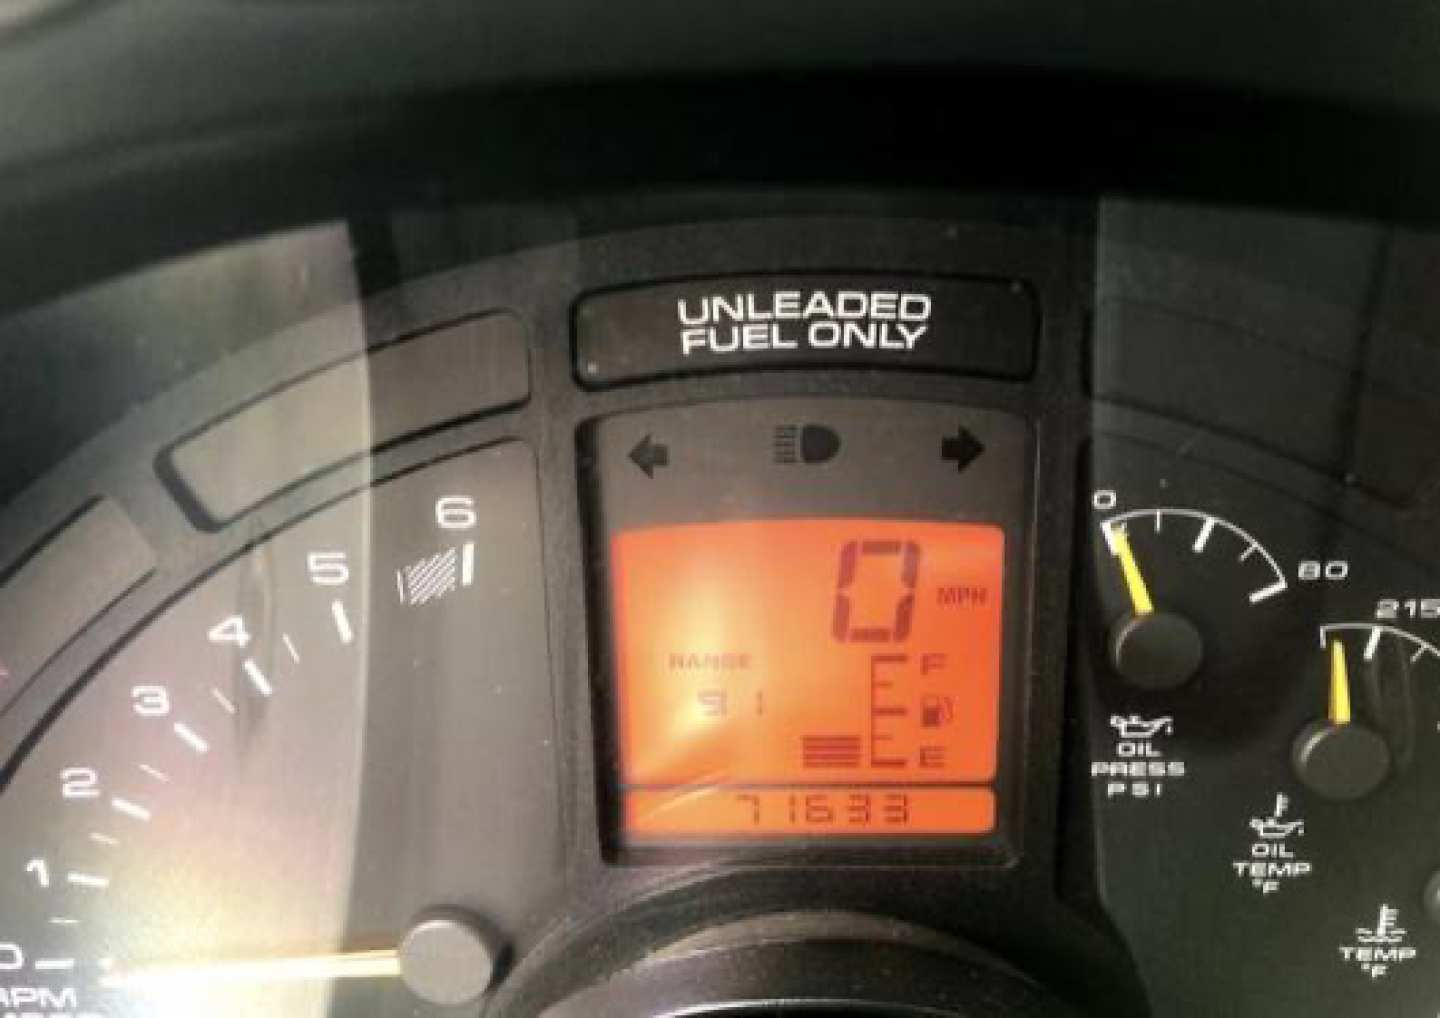 UNLEADED
FUEL ONLY
6
5
4
3
2
1
0
RPM
0
MPH
RANGE
91
F
E
71633
0
80
OIL
PRESS
PSI
215
OIL
TEMP
°F
TEMP
°F